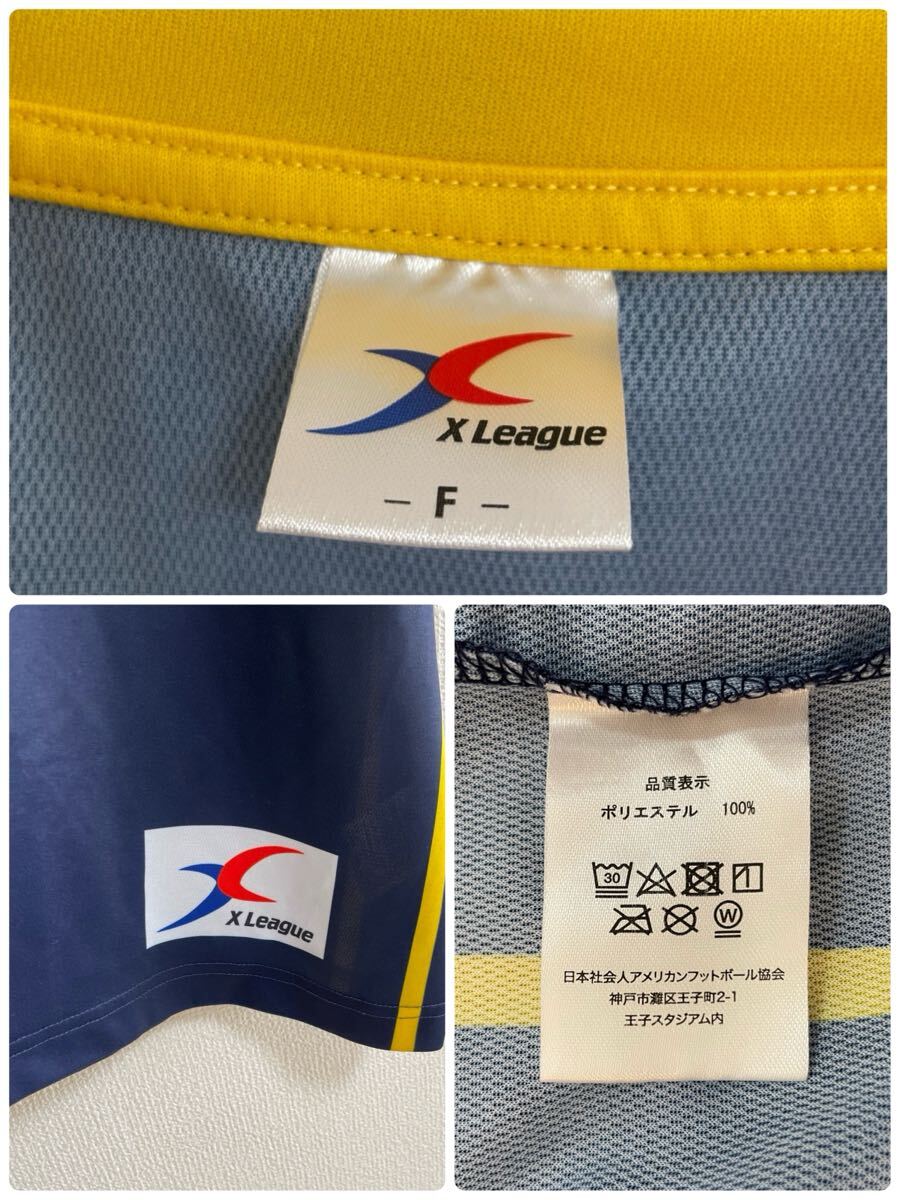 X League
– F –
X League
品質表示
ポリエステル 100%
30
W
日本社会人アメリカンフットボール協会
神戸市灘区王子町2-1
王子スタジアム内